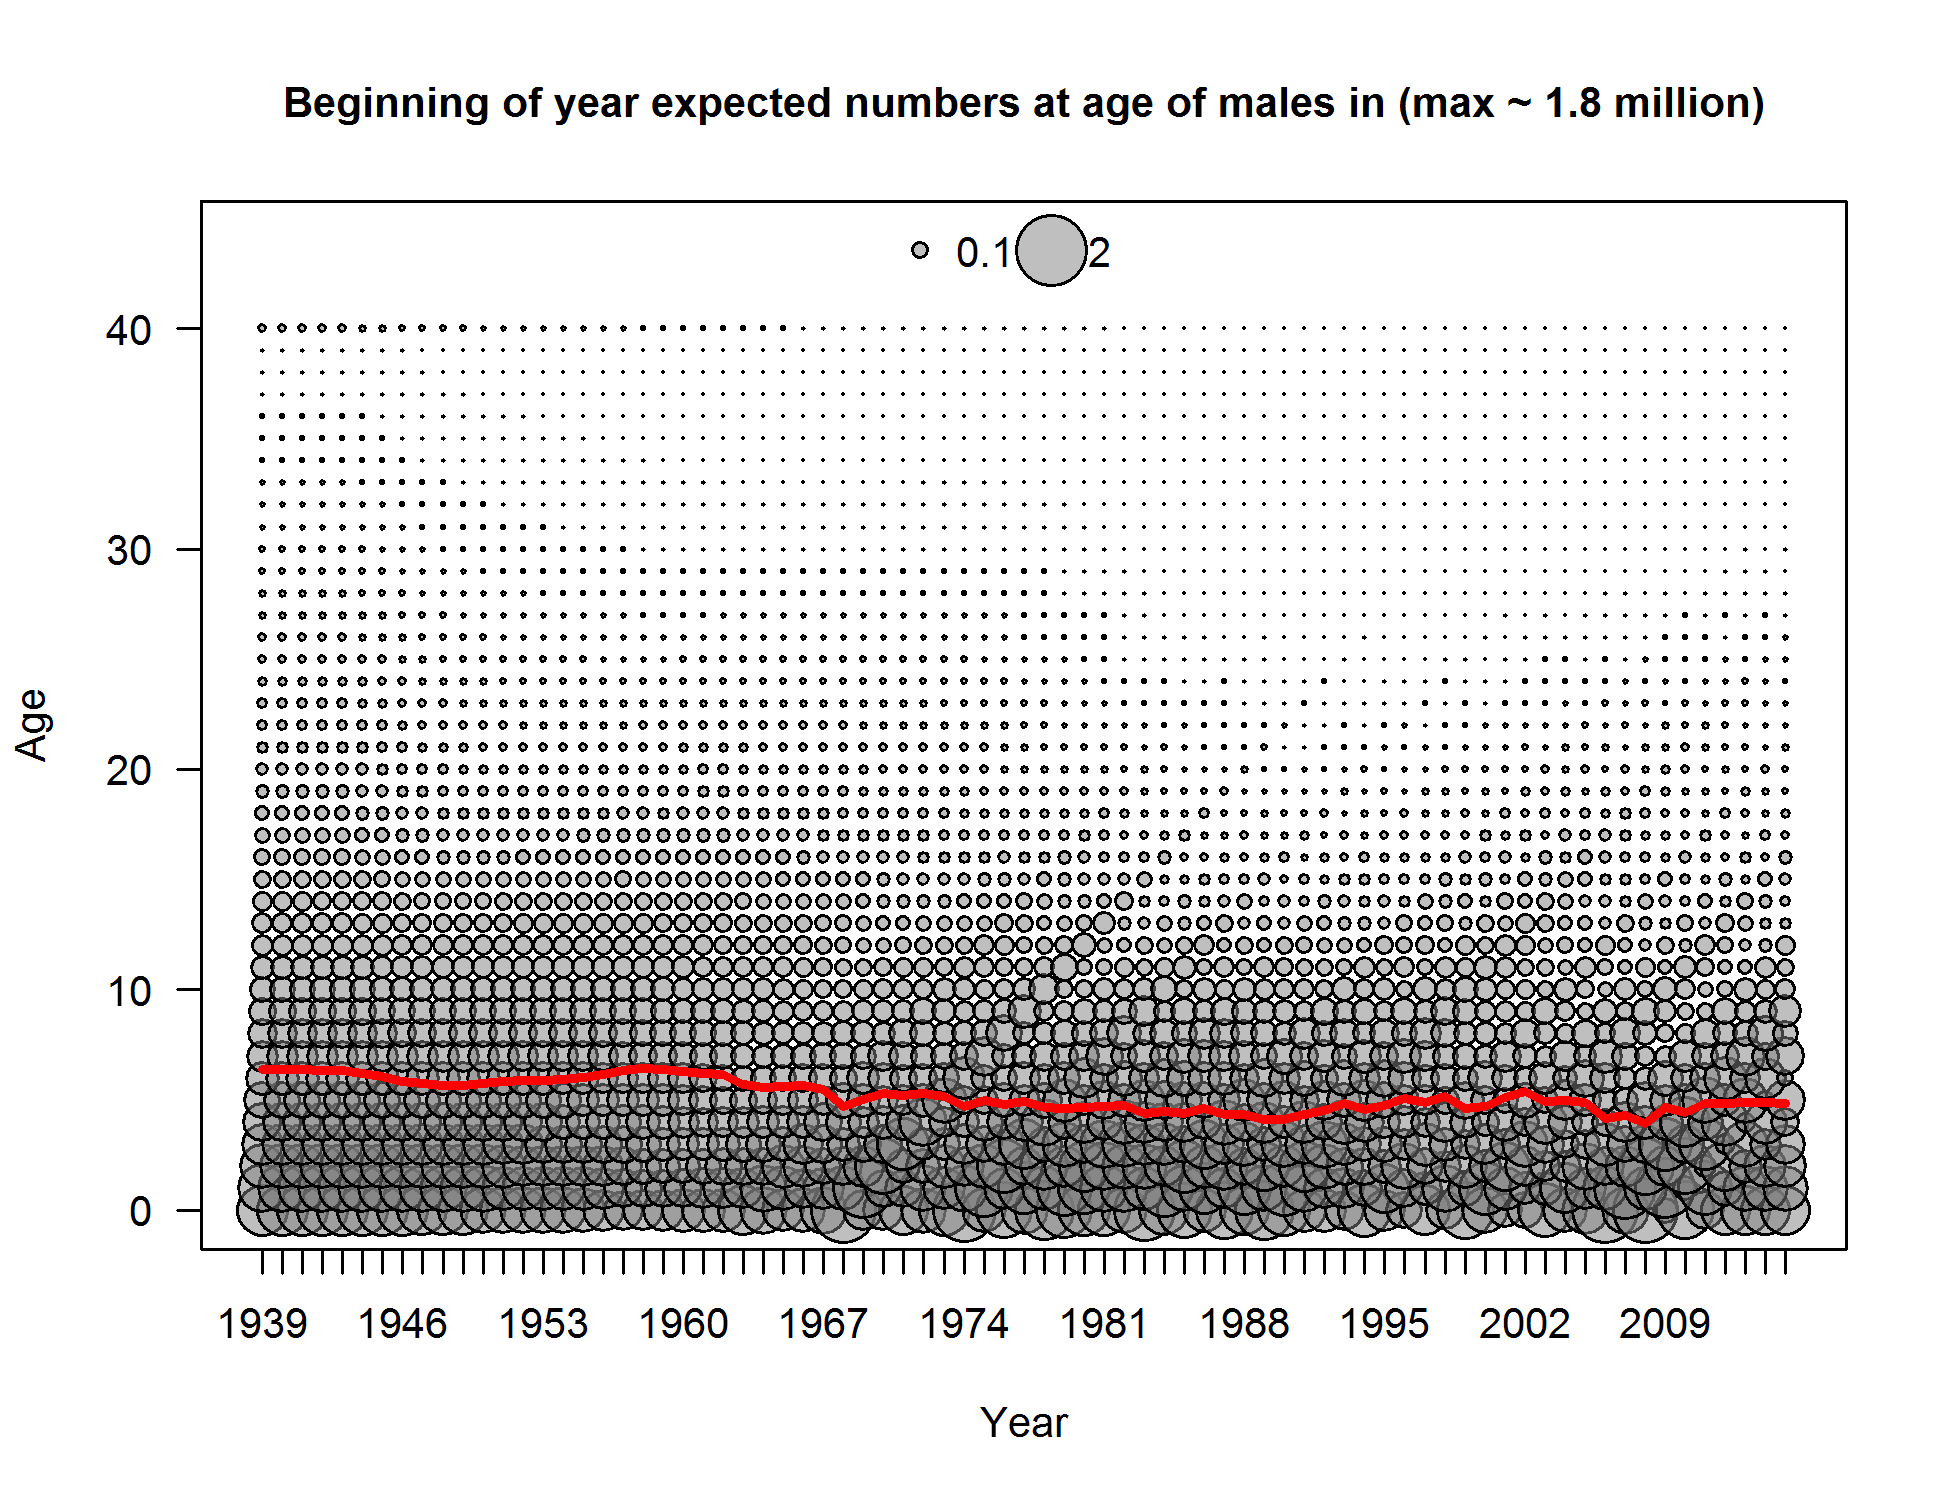 Beginning of year expected numbers at age of males in (max ~ 1.8 million)
0.1 2
40
30
20
10
0
Age
1939 1946 1953 1960 1967 1974 1981 1988 1995 2002 2009
Year